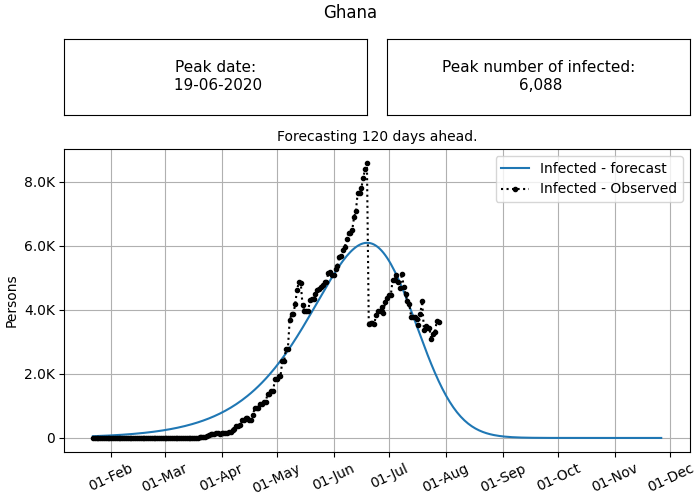 Ghana
Peak date:
19-06-2020
Peak number of infected:
6,088
Forecasting 120 days ahead.
Infected - forecast
Infected - Observed
8.0K
6.0K
4.0K
2.0K
0
Persons
01-Feb
01-Mar
01-Apr
01-May
01-Jun
01-Jul
01-Aug
01-Sep
01-Oct
01-Nov
01-Dec